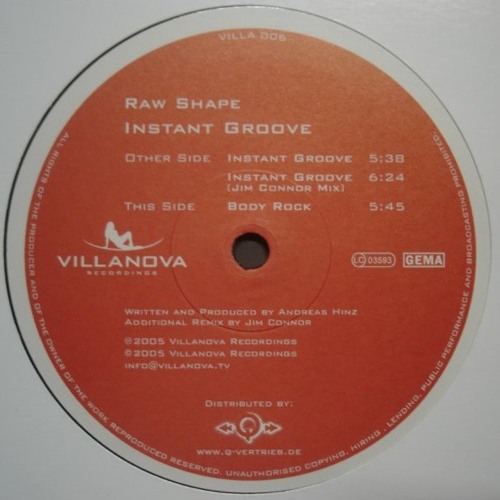 VILLA 006
RAW SHAPE
INSTANT GROOVE
OTHER SIDE INSTANT GROOVE 5:38
INSTANT GROOVE 6:24
(JIM CONNOR MIX)
THIS SIDE BODY ROCK 5:45
VILLANOVA
RECORDINGS
LC 03593 GEMA
WRITTEN AND PRODUCED BY ANDREAS HINZ
ADDITIONAL REMIX BY JIM CONNOR
℗2005 VILLANOVA RECORDINGS
©2005 VILLANOVA RECORDINGS
INFO@VILLANOVA.TV
DISTRIBUTED BY:
Q
WWW.Q-VERTRIEB.DE
ALL RIGHTS OF THE PRODUCER AND OF THE OWNER OF THE WORK REPRODUCED RESERVED. UNAUTHORISED COPYING, HIRING, LENDING, PUBLIC PERFORMANCE AND BROADCASTING PROHIBITED.